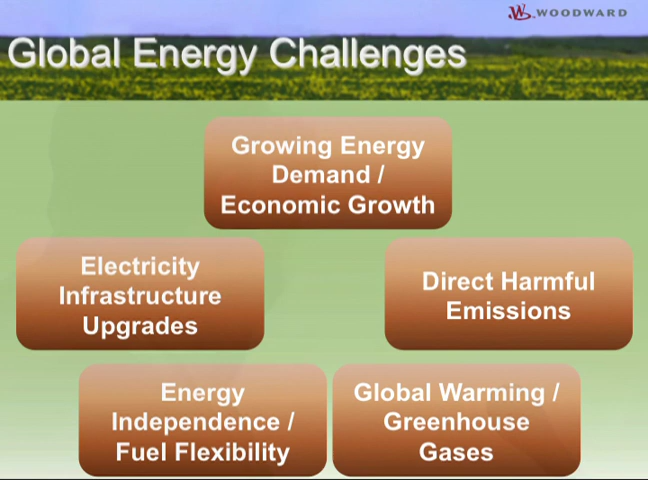 WOODWARD
Global Energy Challenges
Growing Energy
Demand /
Economic Growth
Electricity
Infrastructure
Upgrades
Direct Harmful
Emissions
Energy
Independence /
Fuel Flexibility
Global Warming /
Greenhouse
Gases